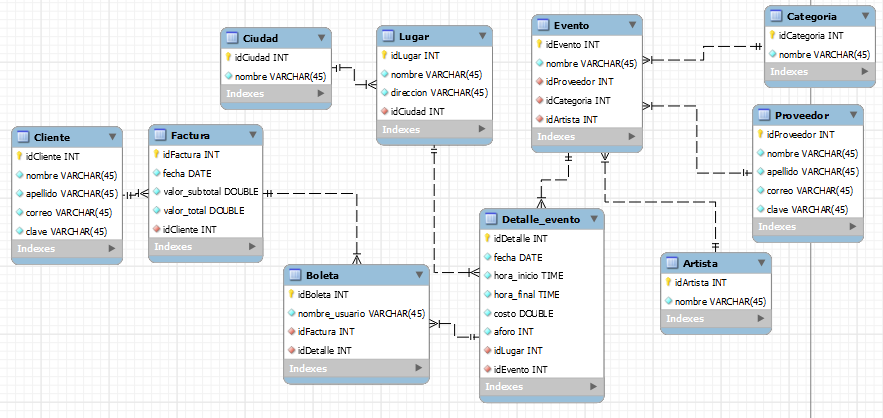 Ciudad
idCiudad INT
nombre VARCHAR(45)
Indexes
Lugar
idLugar INT
nombre VARCHAR(45)
direccion VARCHAR(45)
idCiudad INT
Indexes
Evento
idEvento INT
nombre VARCHAR(45)
idProveedor INT
idCategoria INT
idArtista INT
Indexes
Categoria
idCategoria INT
nombre VARCHAR(45)
Indexes
Cliente
idCliente INT
nombre VARCHAR(45)
apellido VARCHAR(45)
correo VARCHAR(45)
clave VARCHAR(45)
Indexes
Factura
idFactura INT
fecha DATE
valor_subtotal DOUBLE
valor_total DOUBLE
idCliente INT
Indexes
Proveedor
idProveedor INT
nombre VARCHAR(45)
apellido VARCHAR(45)
correo VARCHAR(45)
clave VARCHAR(45)
Indexes
Boleta
idBoleta INT
nombre_usuario VARCHAR(45)
idFactura INT
idDetalle INT
Indexes
Detalle_evento
idDetalle INT
fecha DATE
hora_inicio TIME
hora_final TIME
costo DOUBLE
aforo INT
idLugar INT
idEvento INT
Indexes
Artista
idArtista INT
nombre VARCHAR(45)
Indexes